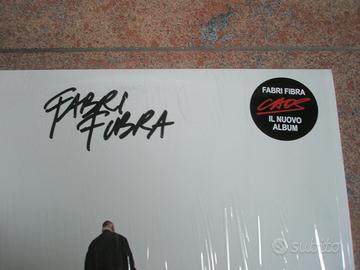 FABRI
FIBRA
FABRI FIBRA
CAOS
IL NUOVO
ALBUM
subito